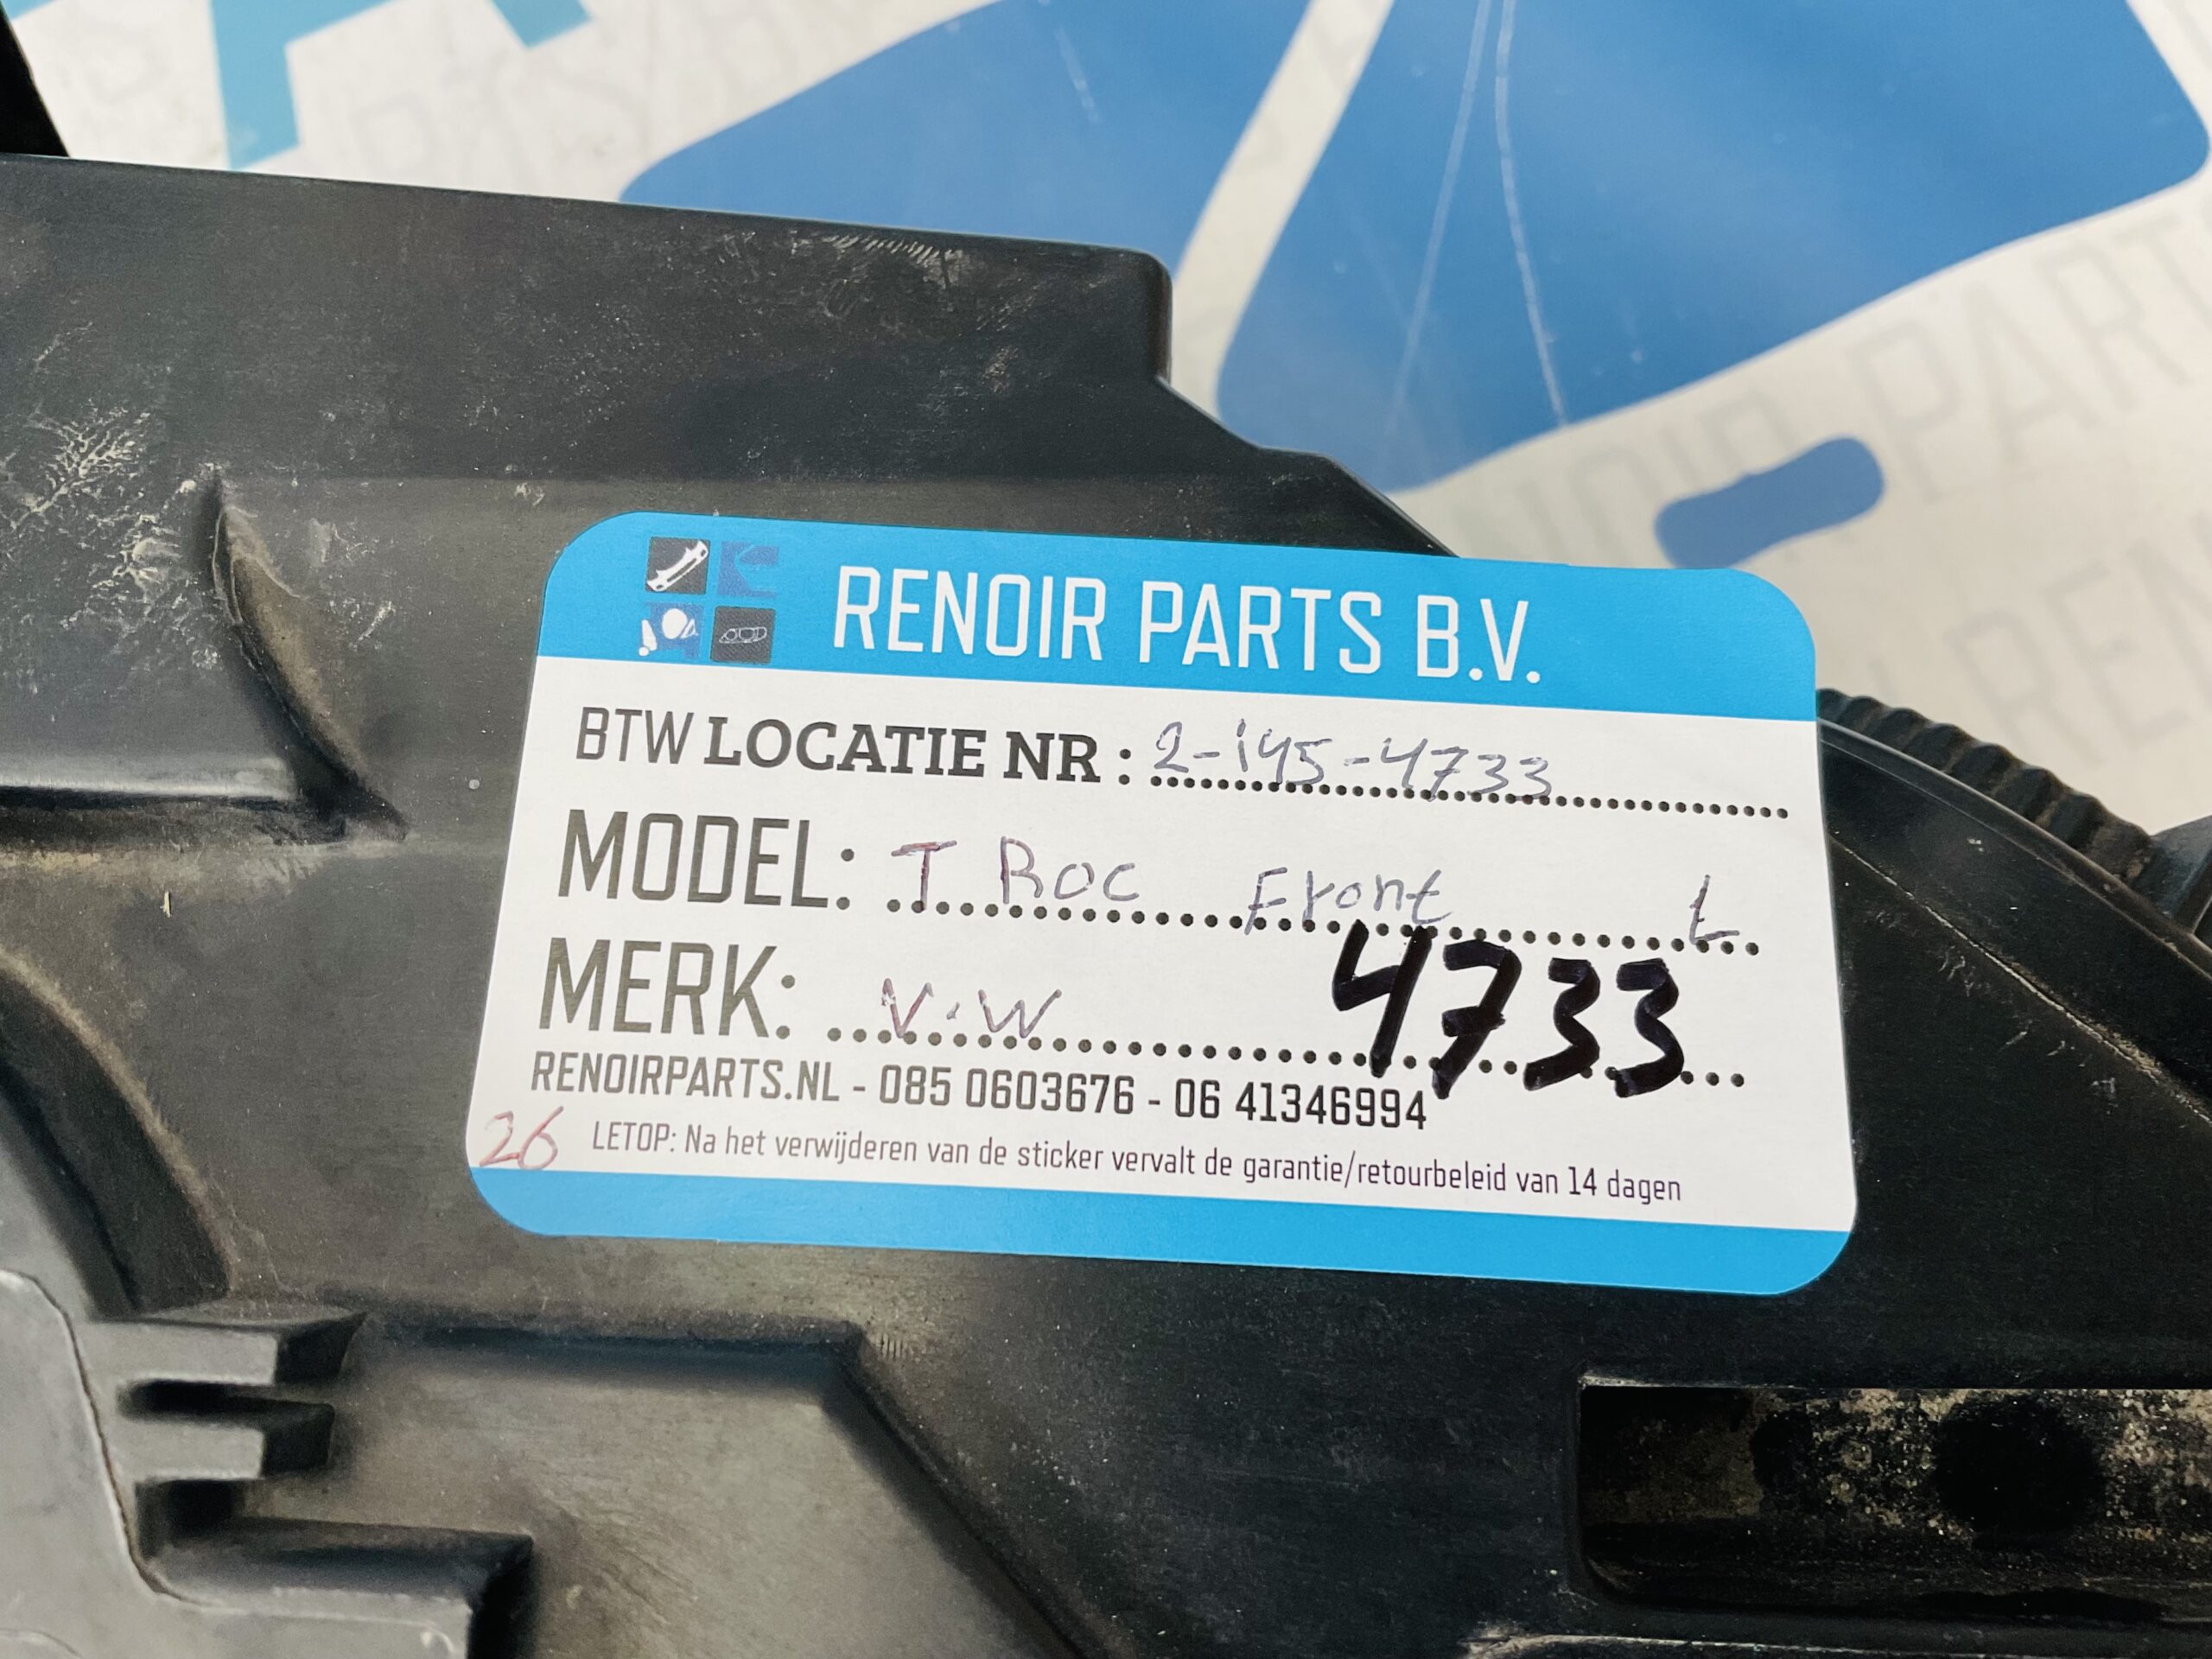 RENOIR PARTS B.V.
BTW LOCATIE NR : 2-145-4733
MODEL: T Roc Front L
MERK: V.W 4733
RENOIRPARTS.NL - 085 0603676 - 06 41346994
26 LETOP: Na het verwijderen van de sticker vervalt de garantie/retourbeleid van 14 dagen